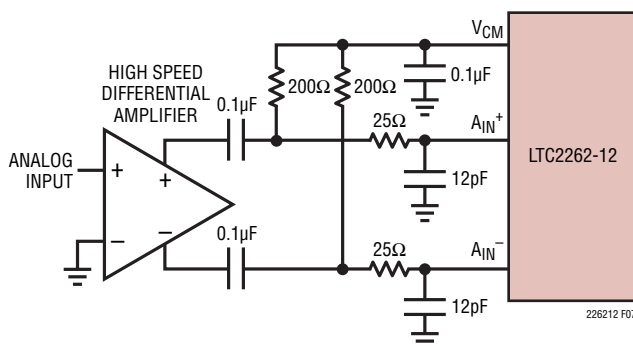 V_CM
HIGH SPEED
DIFFERENTIAL
AMPLIFIER
0.1µF
200Ω
200Ω
0.1µF
25Ω
A_IN^+
LTC2262-12
ANALOG
INPUT
+
+
12pF
–
–
0.1µF
25Ω
A_IN^–
12pF
226212 F07